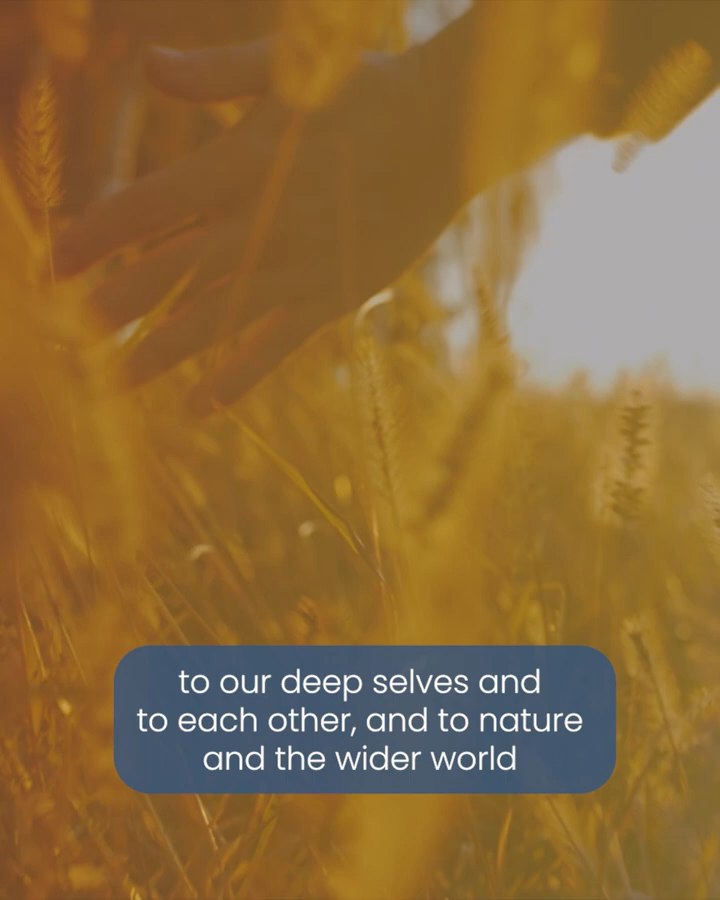 to our deep selves and
to each other, and to nature
and the wider world